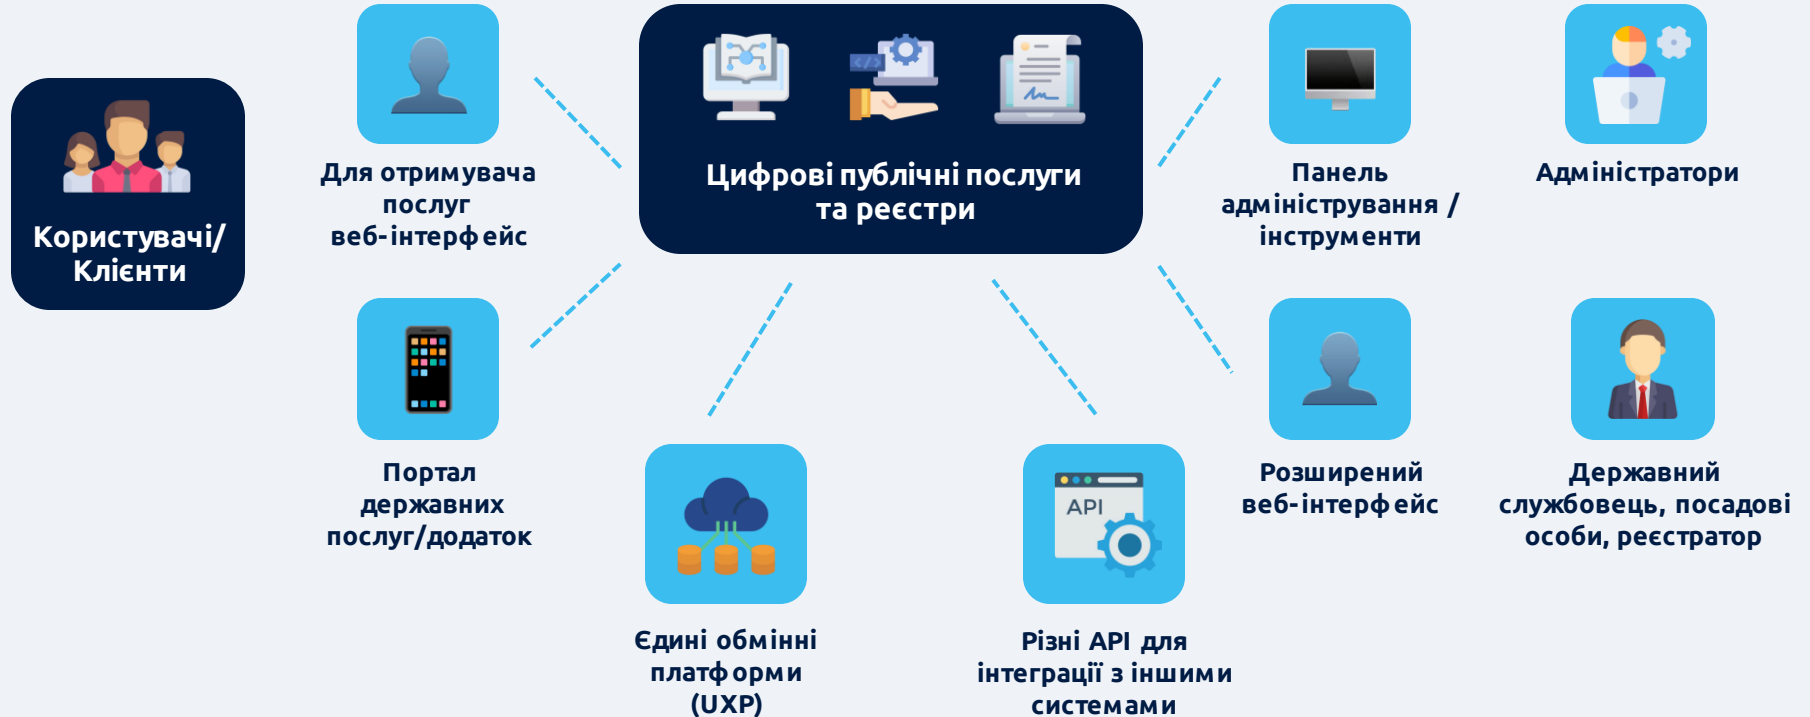 Користувачі/
Клієнти
Для отримувача
послуг
веб-інтерфейс
Портал
державних
послуг/додаток
Цифрові публічні послуги
та реєстри
Єдині обмінні
платформи
(UXP)
API
Різні API для
інтеграції з іншими
системами
Панель
адміністрування /
інструменти
Адміністратори
Розширений
веб-інтерфейс
Державний
службовець, посадові
особи, реєстратор